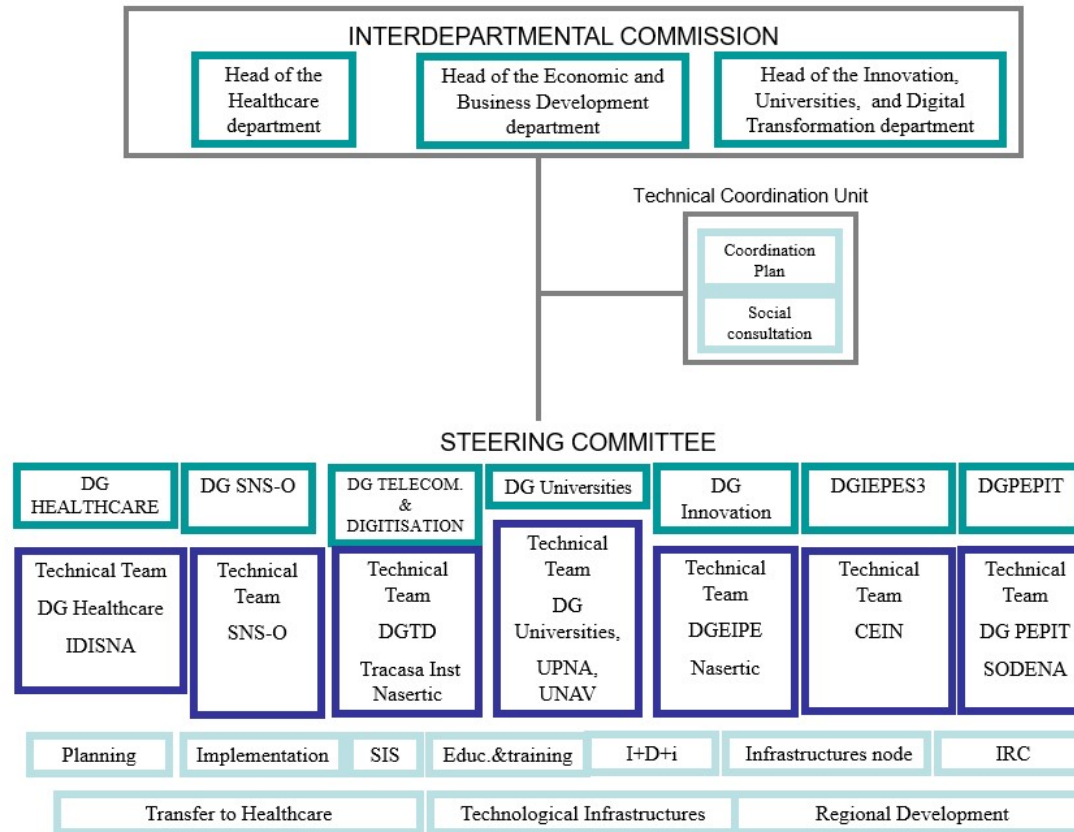 INTERDEPARTMENTAL COMMISSION
Head of the
Healthcare
department
Head of the Economic and
Business Development
department
Head of the Innovation,
Universities, and Digital
Transformation department
Technical Coordination Unit
Coordination
Plan
Social
consultation
STEERING COMMITTEE
DG
HEALTHCARE
DG SNS-O
DG TELECOM.
&
DIGITISATION
DG Universities
DG
Innovation
DGIEPES3
DGPEPIT
Technical Team
DG Healthcare
IDISNA
Technical
Team
SNS-O
Technical
Team
DGTD
Tracasa Inst
Nasertic
Technical
Team
DG
Universities,
UPNA,
UNAV
Technical
Team
DGEIPE
Nasertic
Technical
Team
CEIN
Technical
Team
DG PEPIT
SODENA
Planning
Implementation
SIS
Educ.&training
I+D+i
Infrastructures node
IRC
Transfer to Healthcare
Technological Infrastructures
Regional Development